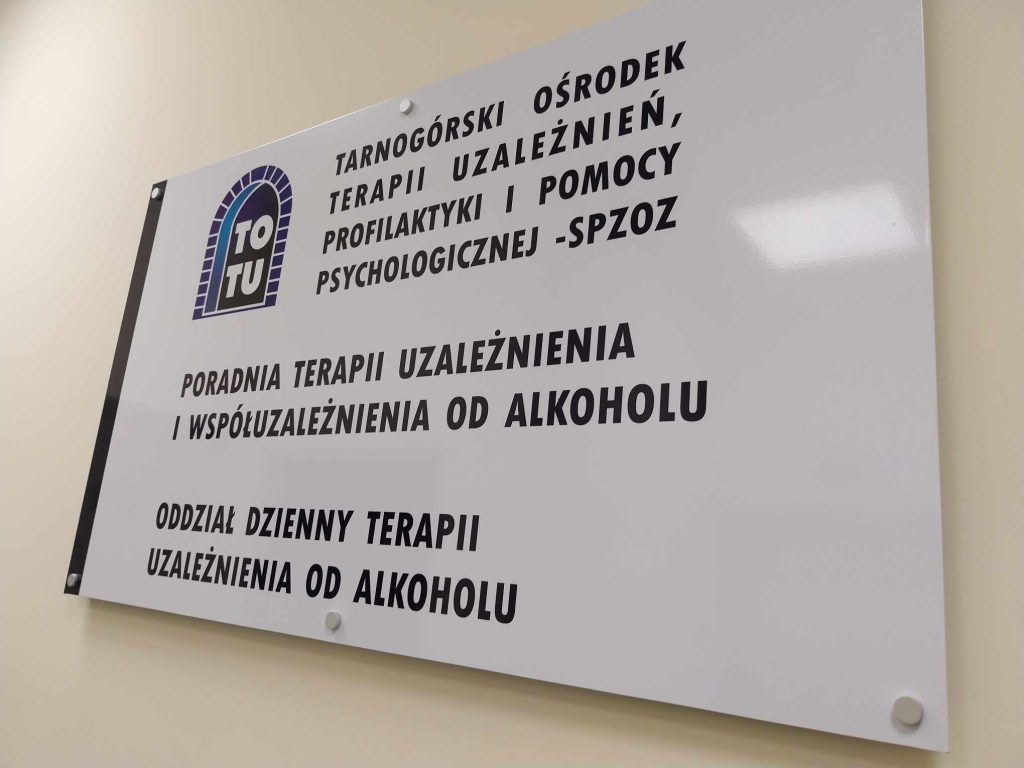 TO
TU
TARNOGÓRSKI OŚRODEK
TERAPII UZALEŻNIEŃ,
PROFILAKTYKI I POMOCY
PSYCHOLOGICZNEJ -SPZOZ
PORADNIA TERAPII UZALEŻNIENIA
I WSPÓŁUZALEŻNIENIA OD ALKOHOLU
ODDZIAŁ DZIENNY TERAPII
UZALEŻNIENIA OD ALKOHOLU